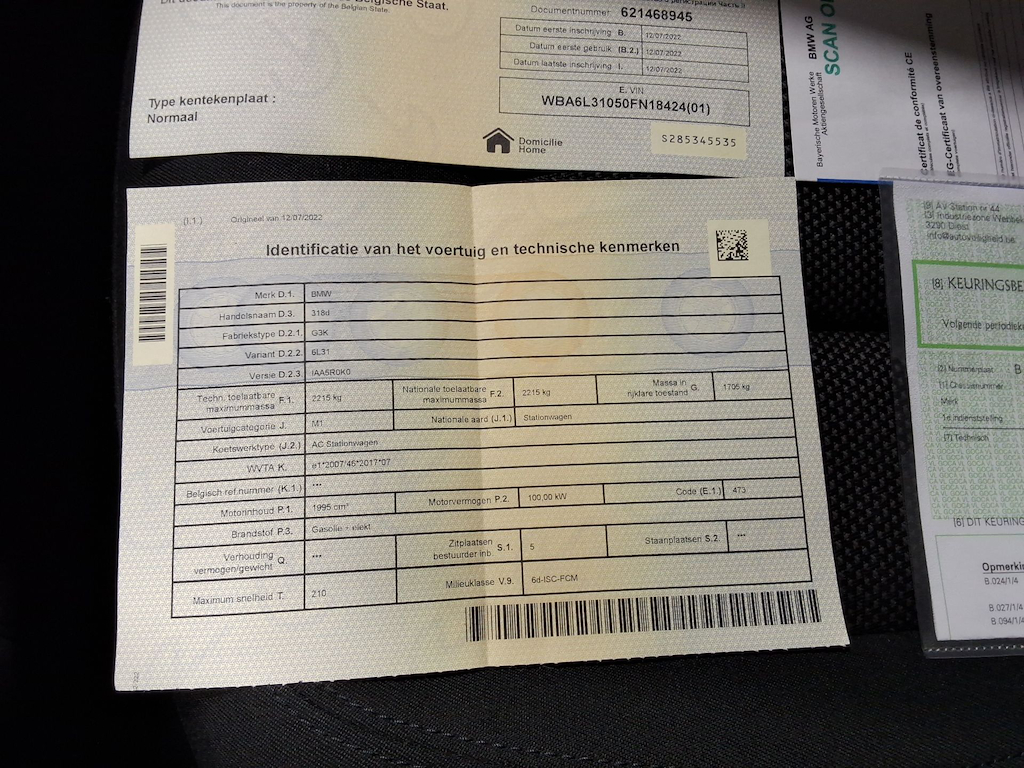 Belgische Staat.
This document is the property of the Belgian State.
Documentnummer 621468945
Datum eerste inschrijving B. 12/07/2022
Datum eerste gebruik (B.2.) 12/07/2022
Datum laatste inschrijving I. 12/07/2022
E. VIN
WBA6L31050FN18424(01)
Type kentekenplaat :
Normaal
Domicilie
Home
S285345535
(I.1.) Origineel van 12/07/2022
Identificatie van het voertuig en technische kenmerken
Merk D.1. BMW
Handelsnaam D.3. 318d
Fabriekstype D.2.1. G3K
Variant D.2.2. 6L31
Versie D.2.3. IAA5R0K0
Techn. toelaatbare maximummassa F.1. 2215 kg Nationale toelaatbare maximummassa F.2. 2215 kg Massa in rijklare toestand G. 1705 kg
Voertuigcategorie J. M1 Nationale aard (J.1.) Stationwagen
Koetswerktype (J.2.) AC Stationwagen
WVTA K. e1*2007/46*2017*07
Belgisch ref.nummer (K.1.) ---
Motorinhoud P.1. 1995 cm³ Motorvermogen P.2. 100,00 kW Code (E.1.) 473
Brandstof P.3. Gasolie + elekt
Verhouding vermogen/gewicht Q. --- Zitplaatsen bestuurder inb. S.1. 5 Staanplaatsen S.2. ---
Maximum snelheid T. 210 Milieuklasse V.9. 6d-ISC-FCM
Bayerische Motoren Werke
Aktiengesellschaft
BMW AG
Certificat de conformité CE
EG-Certificaat van overeenstemming
[9] AV Station nr 44
[3] Industriezone
3290 Diest
info@autoveiligheid.be
[8] KEURINGSBE
Volgende periodiek
[2] Nummerplaat B
[1] Chassisnummer
Merk
1e indienststelling
[7] Technisch
[6] DIT KEURING
Opmerki
B.024/1/4
B.027/1/4
B.094/1/4